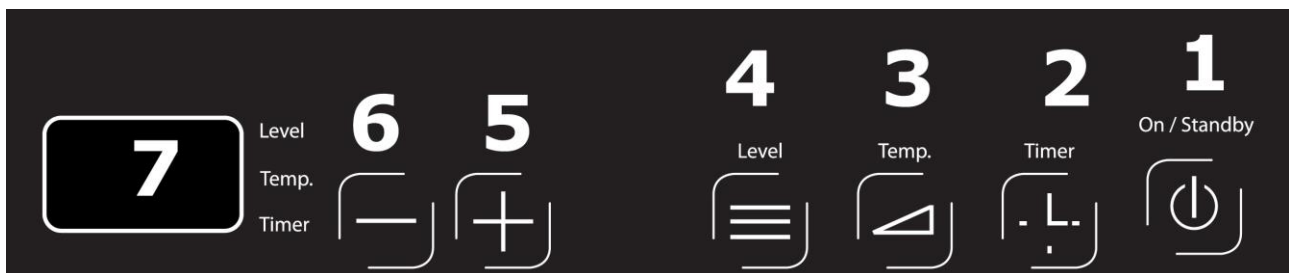 7
Level
Temp.
Timer
6
5
4
Level
3
Temp.
2
Timer
1
On / Standby